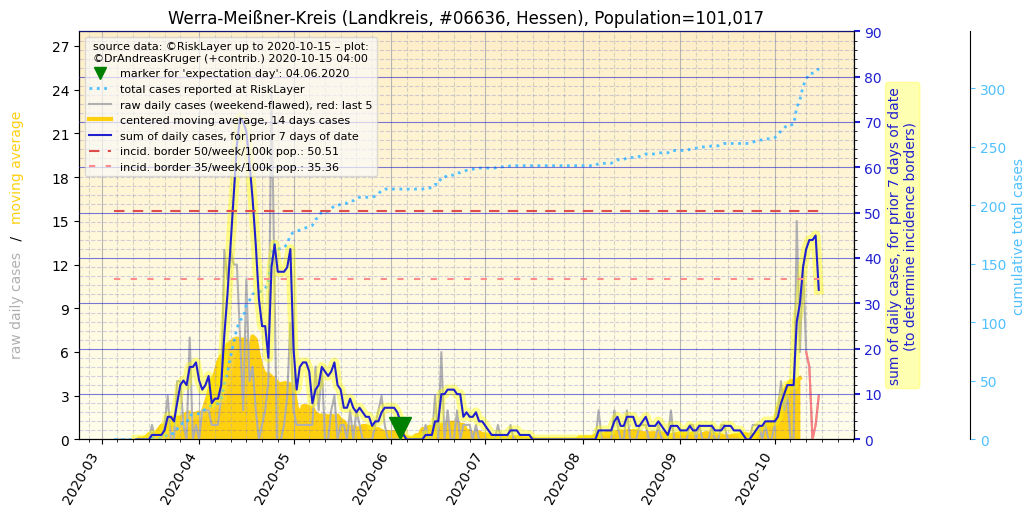 Werra-Meißner-Kreis (Landkreis, #06636, Hessen), Population=101,017
source data: ©RiskLayer up to 2020-10-15 – plot:
©DrAndreasKruger (+contrib.) 2020-10-15 04:00
marker for 'expectation day': 04.06.2020
total cases reported at RiskLayer
raw daily cases (weekend-flawed), red: last 5
centered moving average, 14 days cases
sum of daily cases, for prior 7 days of date
incid. border 50/week/100k pop.: 50.51
incid. border 35/week/100k pop.: 35.36
raw daily cases / moving average
27
24
21
18
15
12
9
6
3
0
2020-03
2020-04
2020-05
2020-06
2020-07
2020-08
2020-09
2020-10
90
80
70
60
50
40
30
20
10
0
sum of daily cases, for prior 7 days of date
(to determine incidence borders)
300
250
200
150
100
50
0
cumulative total cases